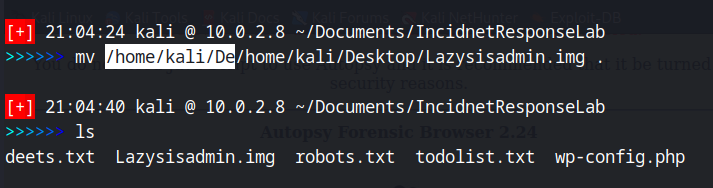 [+] 21:04:24 kali @ 10.0.2.8 ~/Documents/IncidnetResponseLab
>>>>>> mv /home/kali/De/home/kali/Desktop/Lazysisadmin.img .
security reasons.
[+] 21:04:40 kali @ 10.0.2.8 ~/Documents/IncidnetResponseLab
>>>>>> ls
Autopsy Forensic Browser 2.24
deets.txt Lazysisadmin.img robots.txt todolist.txt wp-config.php